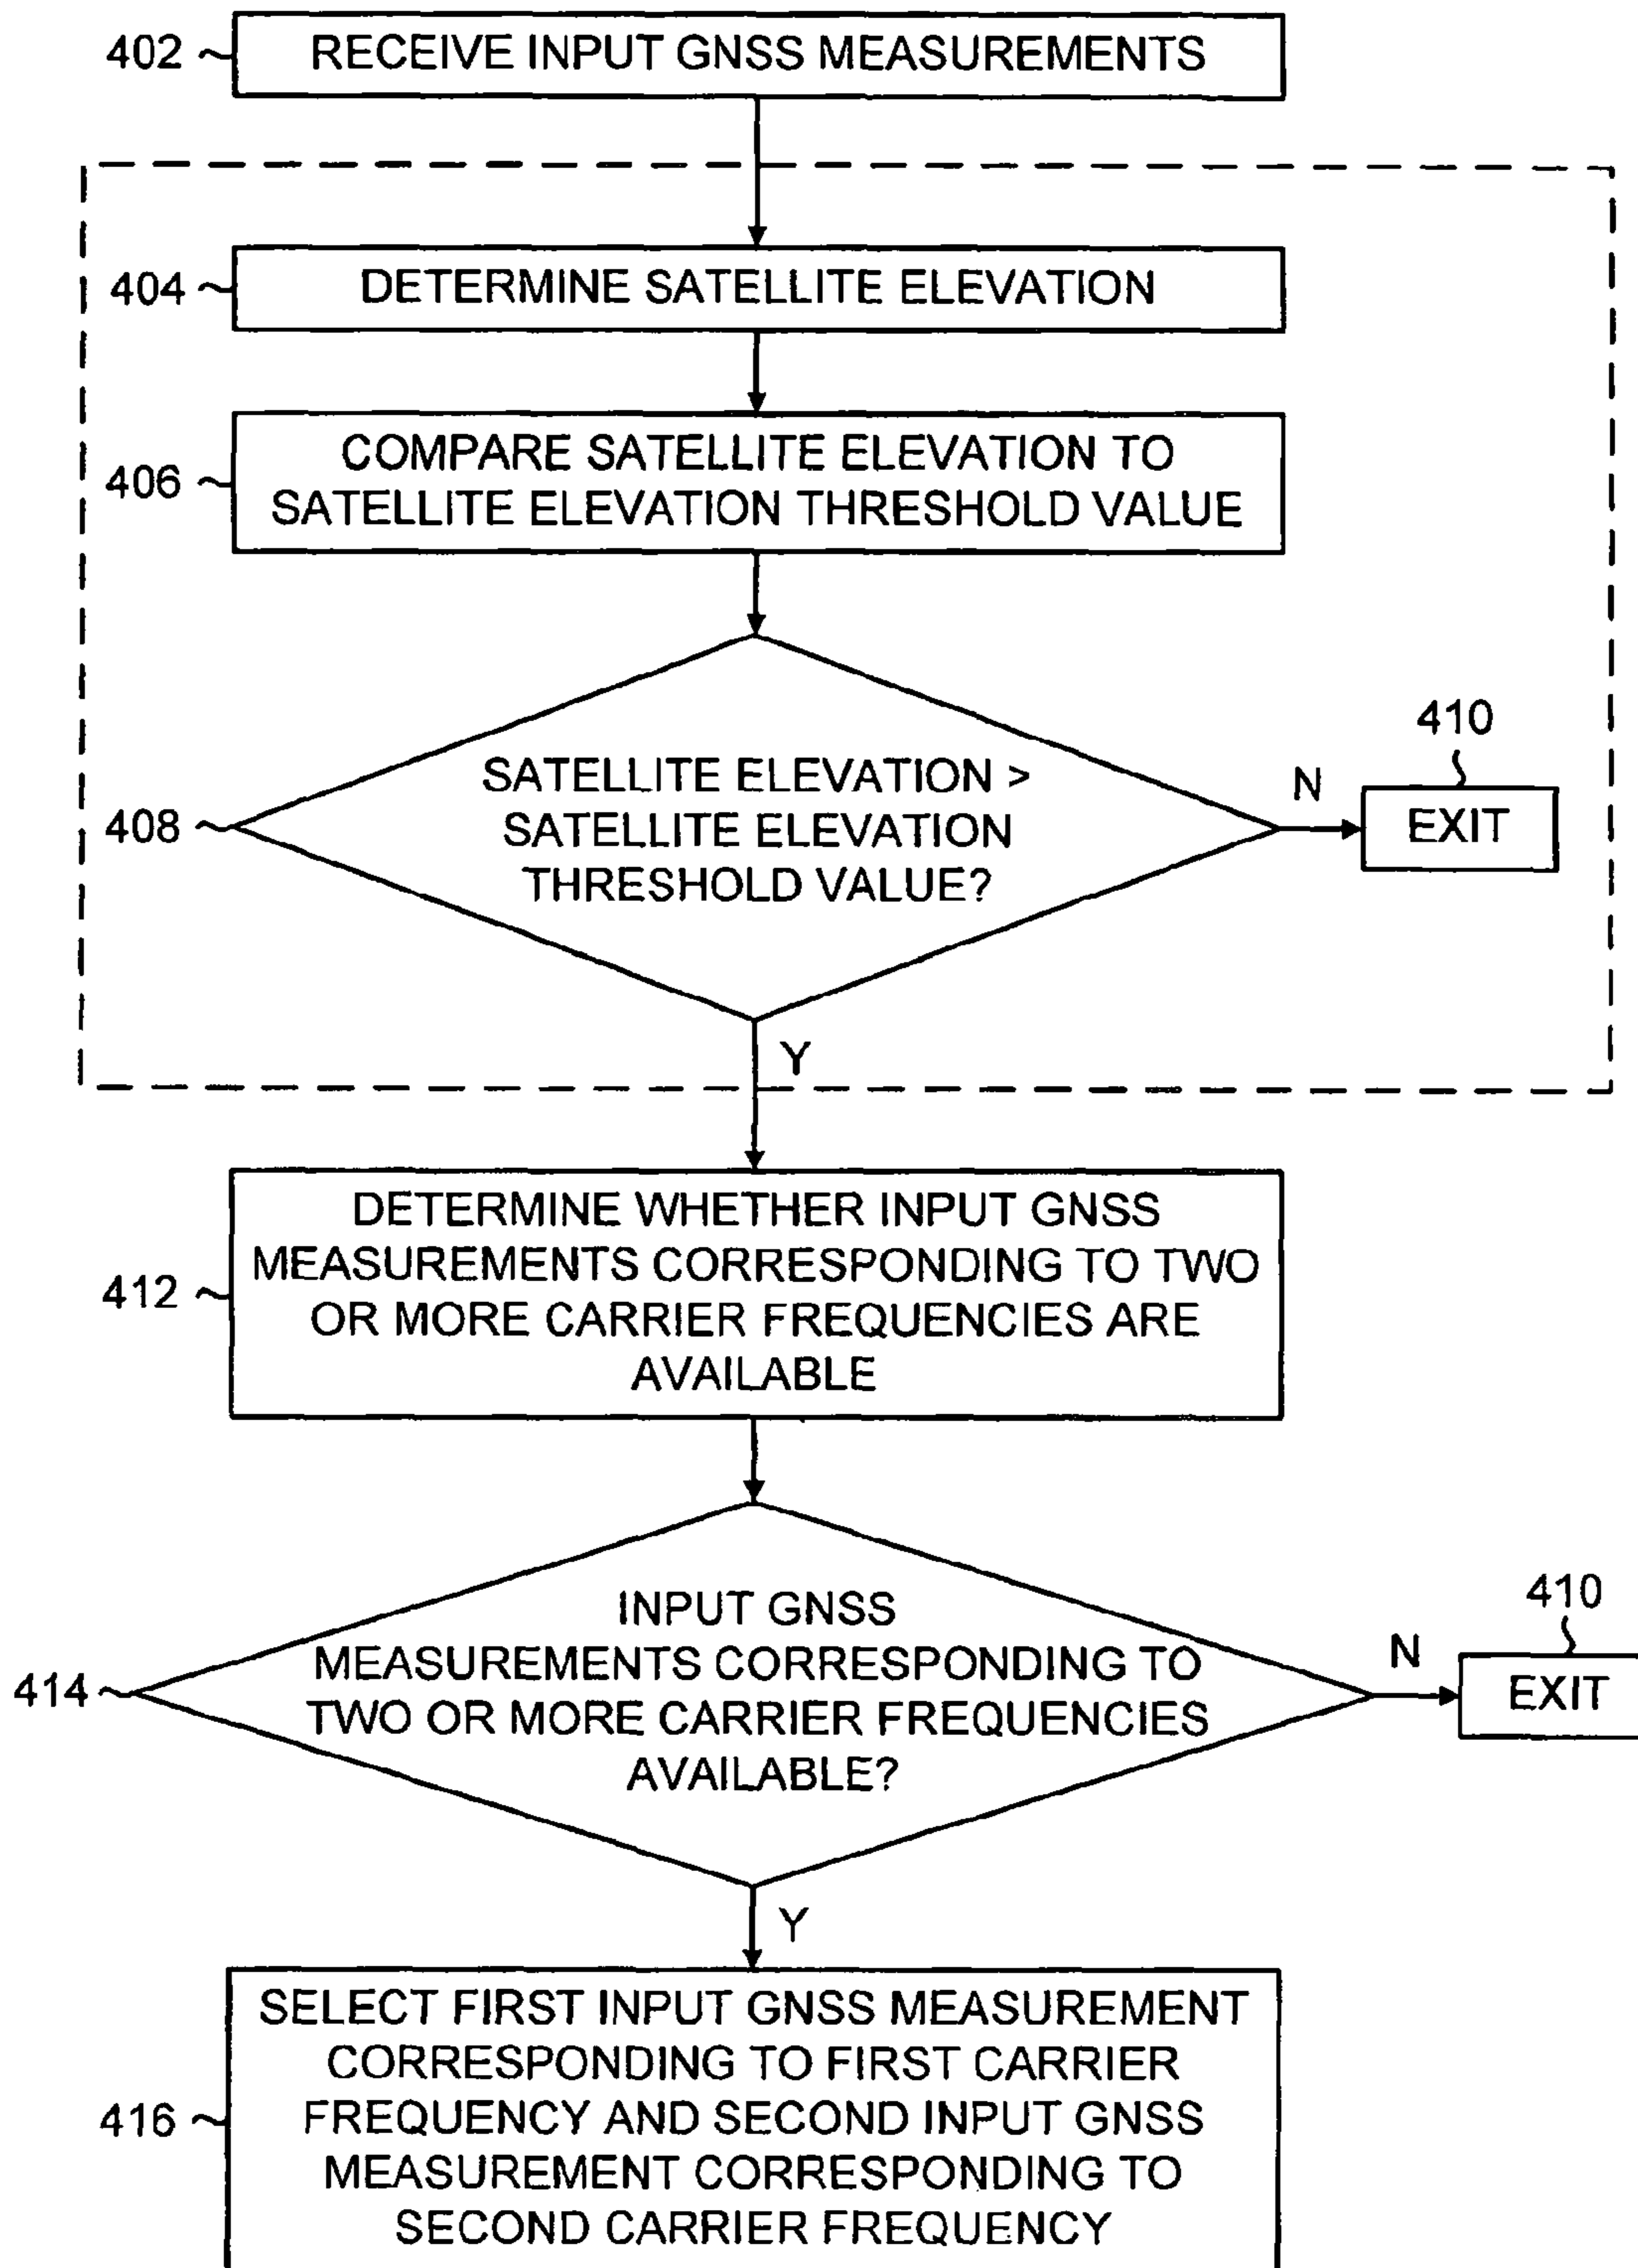 402
RECEIVE INPUT GNSS MEASUREMENTS
404
DETERMINE SATELLITE ELEVATION
406
COMPARE SATELLITE ELEVATION TO
SATELLITE ELEVATION THRESHOLD VALUE
408
SATELLITE ELEVATION >
SATELLITE ELEVATION
THRESHOLD VALUE?
N
410
EXIT
Y
412
DETERMINE WHETHER INPUT GNSS
MEASUREMENTS CORRESPONDING TO TWO
OR MORE CARRIER FREQUENCIES ARE
AVAILABLE
414
INPUT GNSS
MEASUREMENTS CORRESPONDING TO
TWO OR MORE CARRIER FREQUENCIES
AVAILABLE?
N
410
EXIT
Y
416
SELECT FIRST INPUT GNSS MEASUREMENT
CORRESPONDING TO FIRST CARRIER
FREQUENCY AND SECOND INPUT GNSS
MEASUREMENT CORRESPONDING TO
SECOND CARRIER FREQUENCY